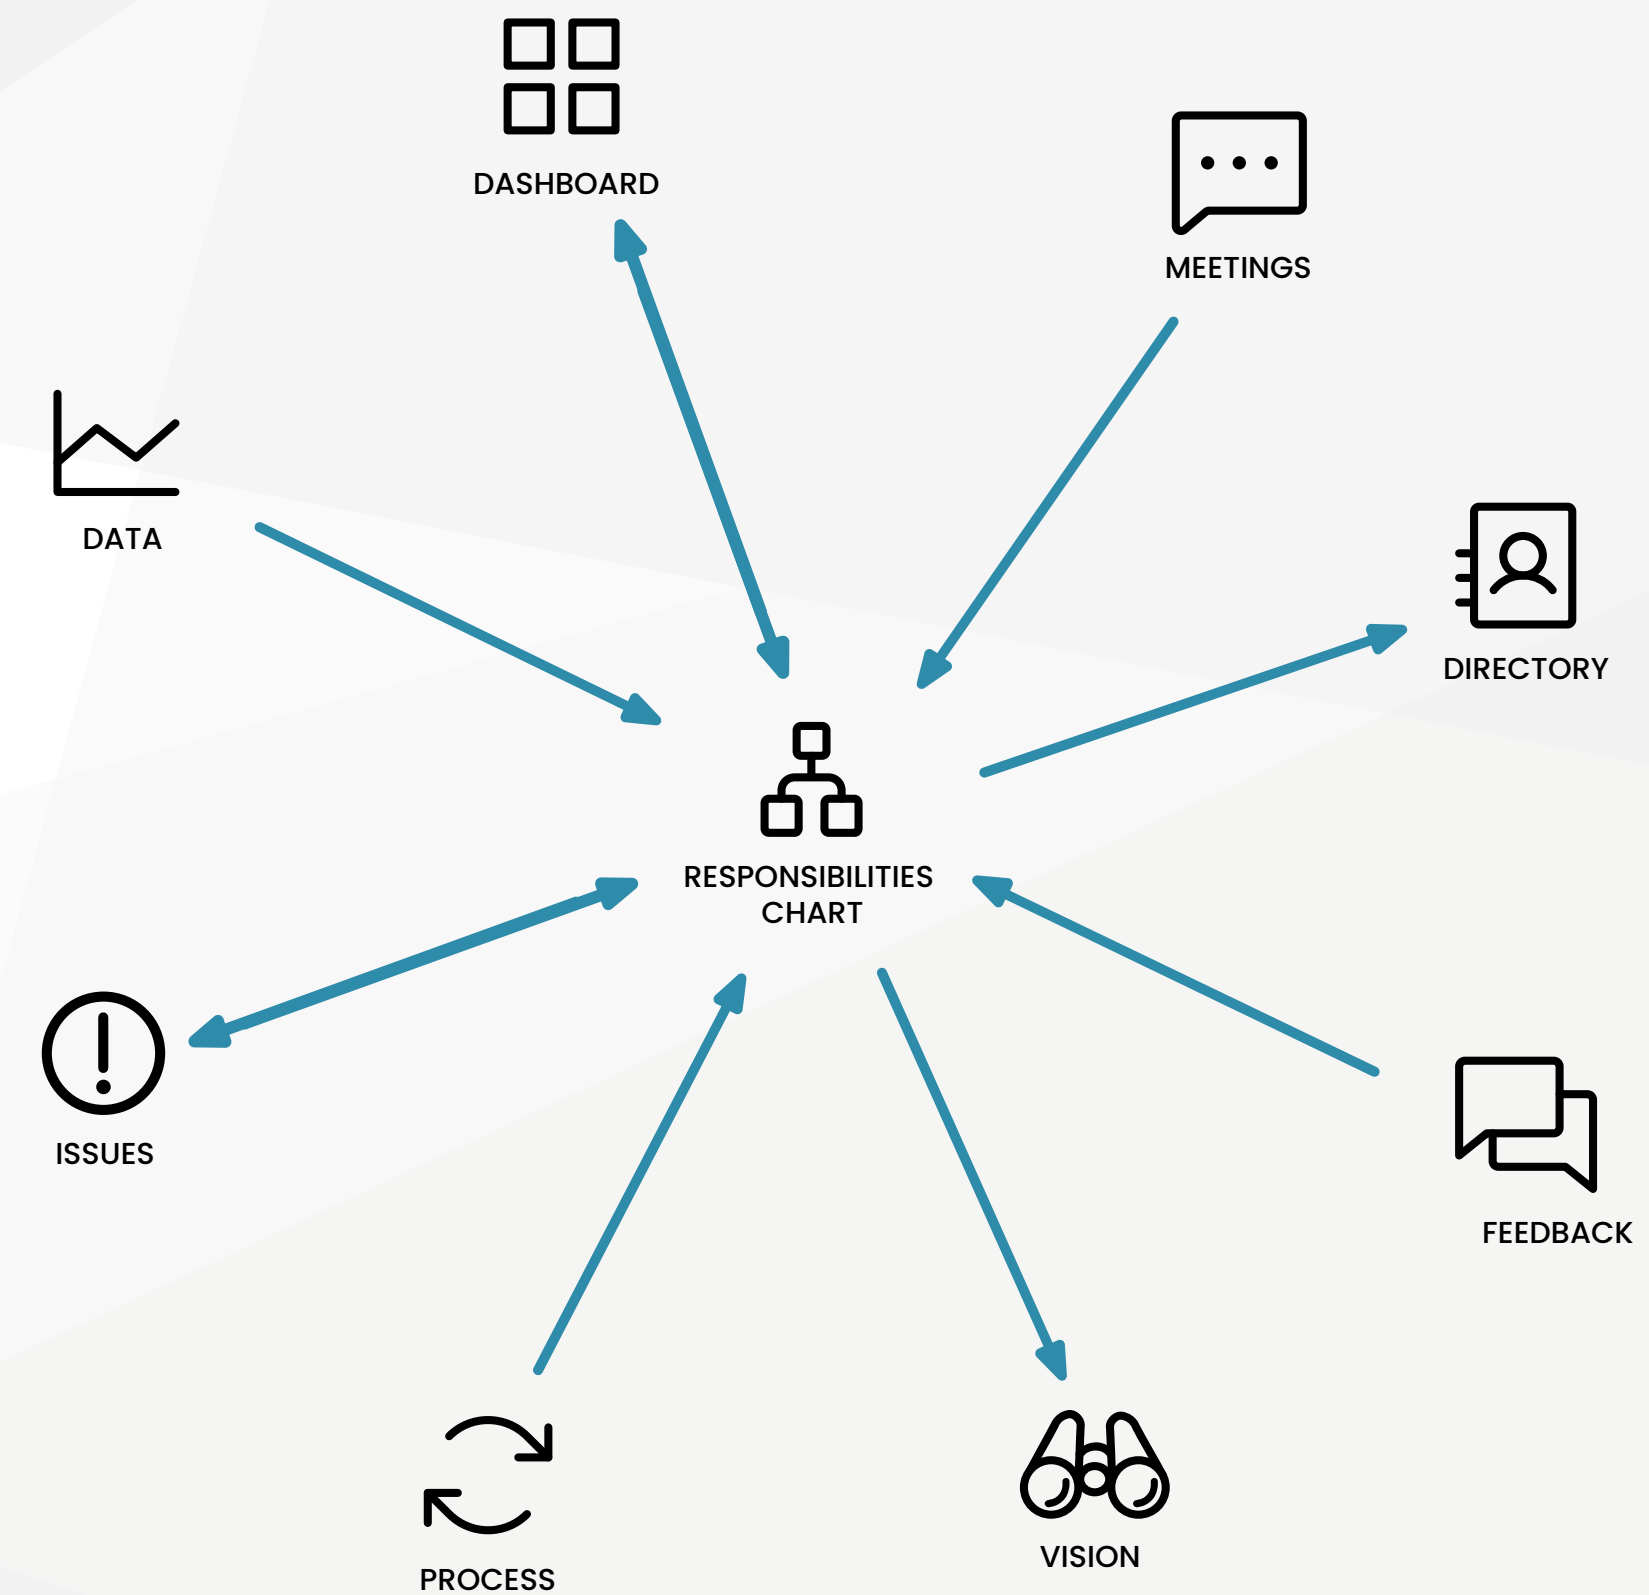 DASHBOARD
MEETINGS
DATA
DIRECTORY
RESPONSIBILITIES
CHART
ISSUES
FEEDBACK
VISION
PROCESS